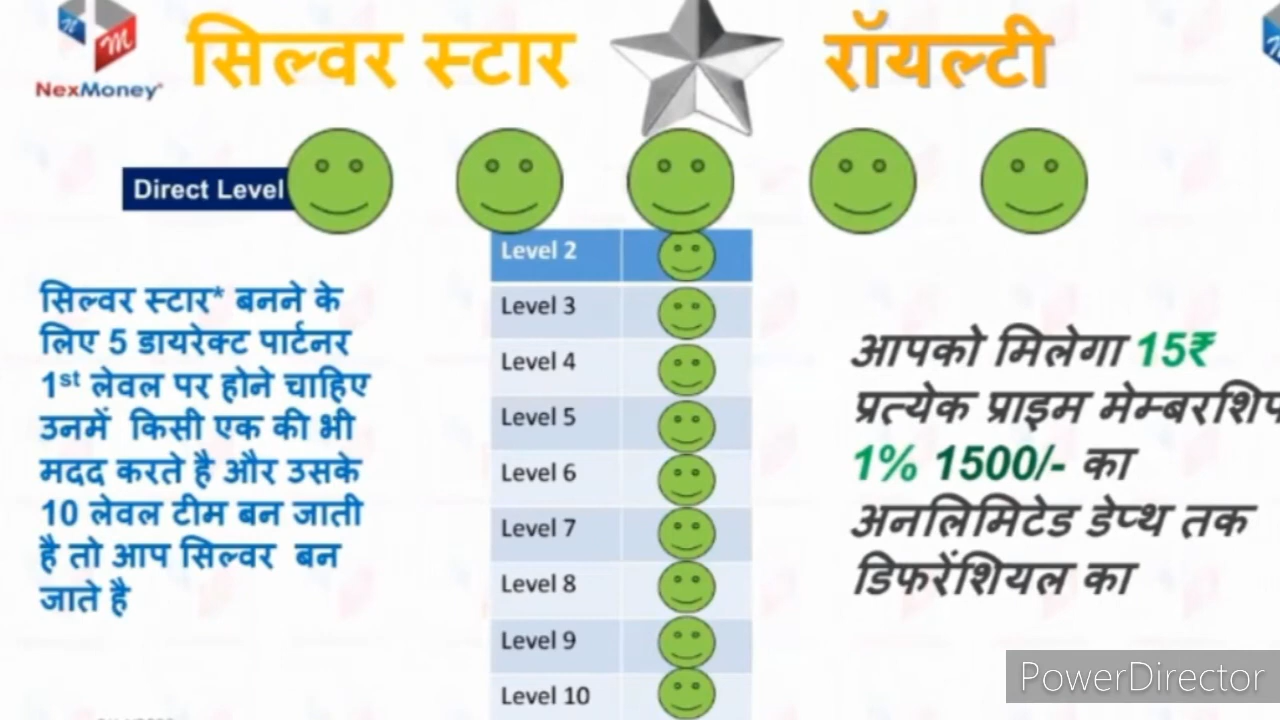 NexMoney®
सिल्वर स्टार
रॉयल्टी
Direct Level
Level 2
Level 3
Level 4
Level 5
Level 6
Level 7
Level 8
Level 9
Level 10
सिल्वर स्टार* बनने के
लिए 5 डायरेक्ट पार्टनर
1st लेवल पर होने चाहिए
उनमें किसी एक की भी
मदद करते है और उसके
10 लेवल टीम बन जाती
है तो आप सिल्वर बन
जाते है
आपको मिलेगा 15₹
प्रत्येक प्राइम मेम्बरशिप
1% 1500/- का
अनलिमिटेड डेप्थ तक
डिफरेंशियल का
PowerDirector